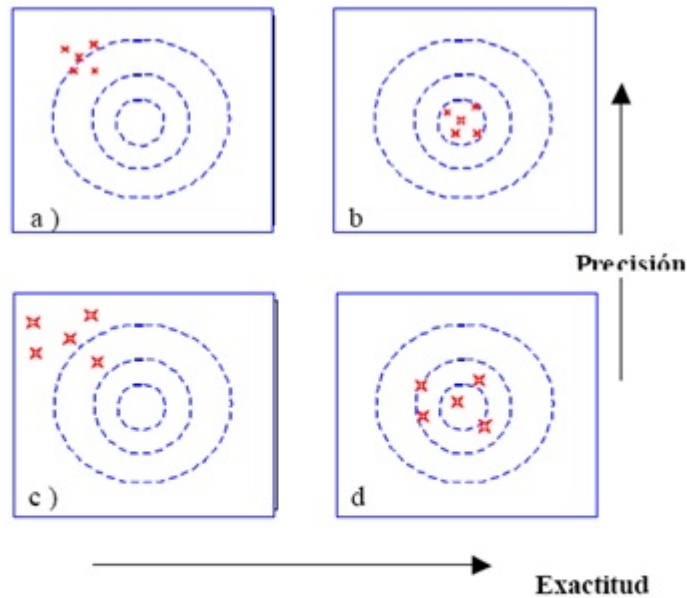 a )
b
Precisión
c )
d
Exactitud